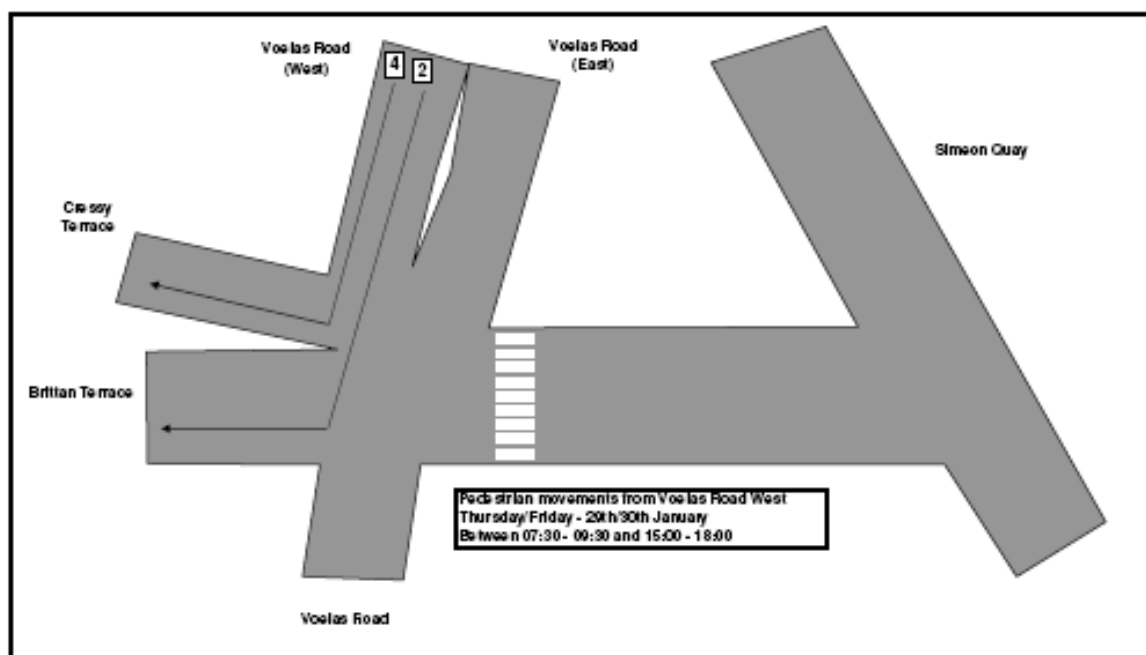 Voelas Road
(West)
4
2
Voelas Road
(East)
Simeon Quay
Cressy
Terrace
Brittan Terrace
Pedestrian movements from Voelas Road West
Thursday/Friday - 29th/30th January
Between 07:30 - 09:30 and 15:00 - 18:00
Voelas Road